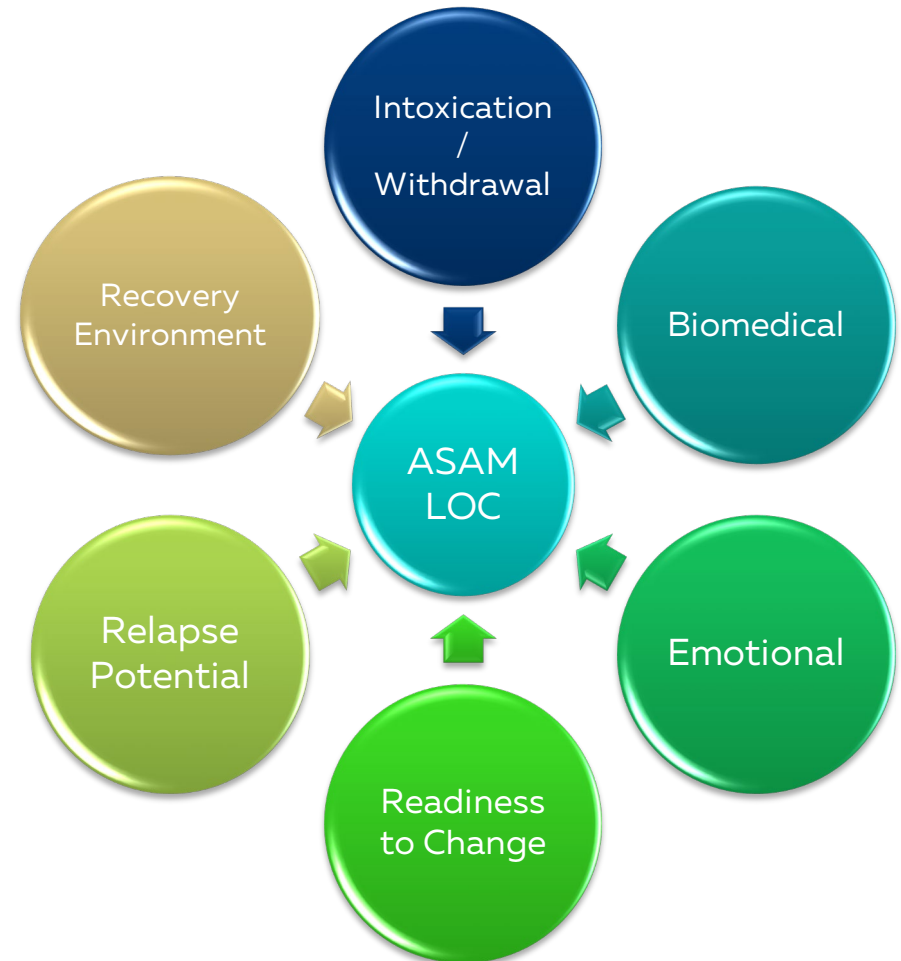 Intoxication
/
Withdrawal
Biomedical
Emotional
Readiness
to Change
Relapse
Potential
Recovery
Environment
ASAM
LOC